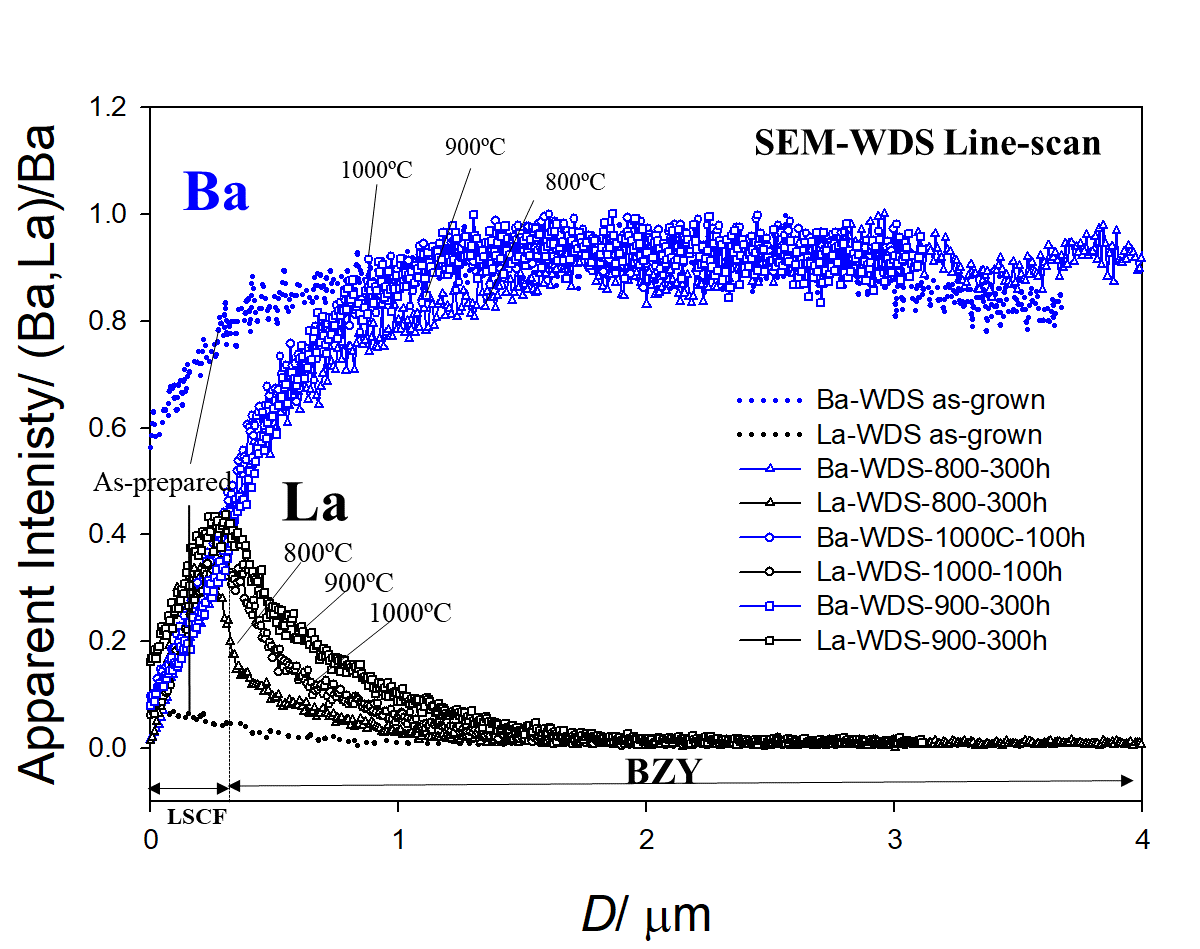 Apparent Intenisty/ (Ba,La)/Ba
1.2
1.0
0.8
0.6
0.4
0.2
0.0
SEM-WDS Line-scan
900ºC
1000ºC
800ºC
Ba
Ba-WDS as-grown
La-WDS as-grown
Ba-WDS-800-300h
La-WDS-800-300h
Ba-WDS-1000C-100h
La-WDS-1000-100h
Ba-WDS-900-300h
La-WDS-900-300h
As-prepared
La
800ºC
900ºC
1000ºC
BZY
LSCF
0
1
2
3
4
D/ μm